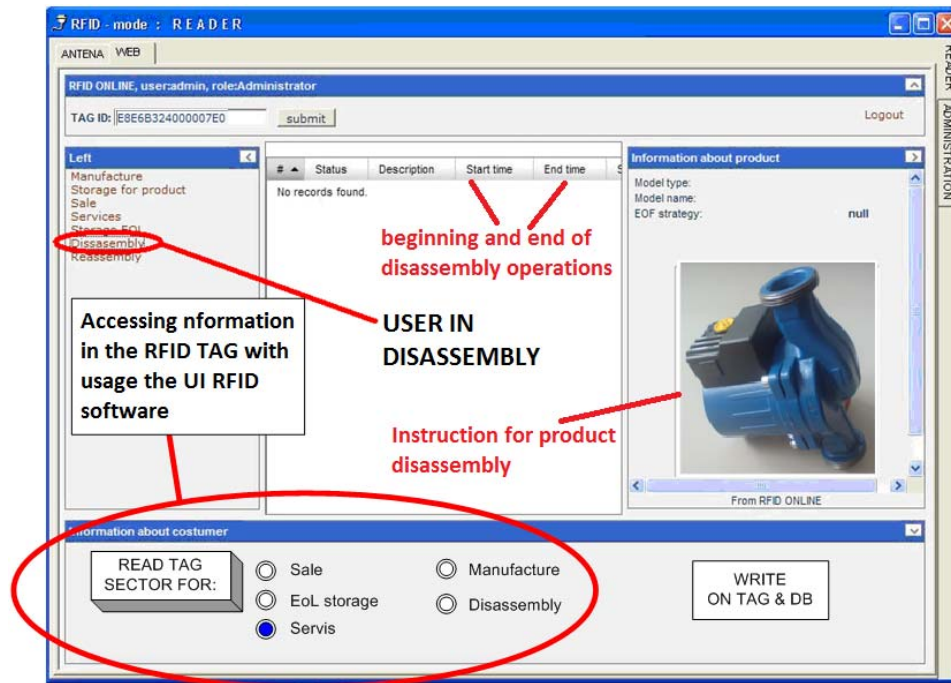 RFID - mode : R E A D E R
ANTENA WEB
READER
ADMINISTRATION
RFID ONLINE, user:admin, role:Administrator
TAG ID: E8E6B324000007E0 submit Logout
Left
Manufacture
Storage for product
Sale
Services
Storage EOL
Dissasembly
Reassembly
# Status Description Start time End time S
No records found.
beginning and end of
disassembly operations
USER IN
DISASSEMBLY
Instruction for product
disassembly
Accessing nformation
in the RFID TAG with
usage the UI RFID
software
Information about product
Model type:
Model name:
EOF strategy: null
From RFID ONLINE
Information about costumer
READ TAG
SECTOR FOR:
Sale
EoL storage
Servis
Manufacture
Disassembly
WRITE
ON TAG & DB